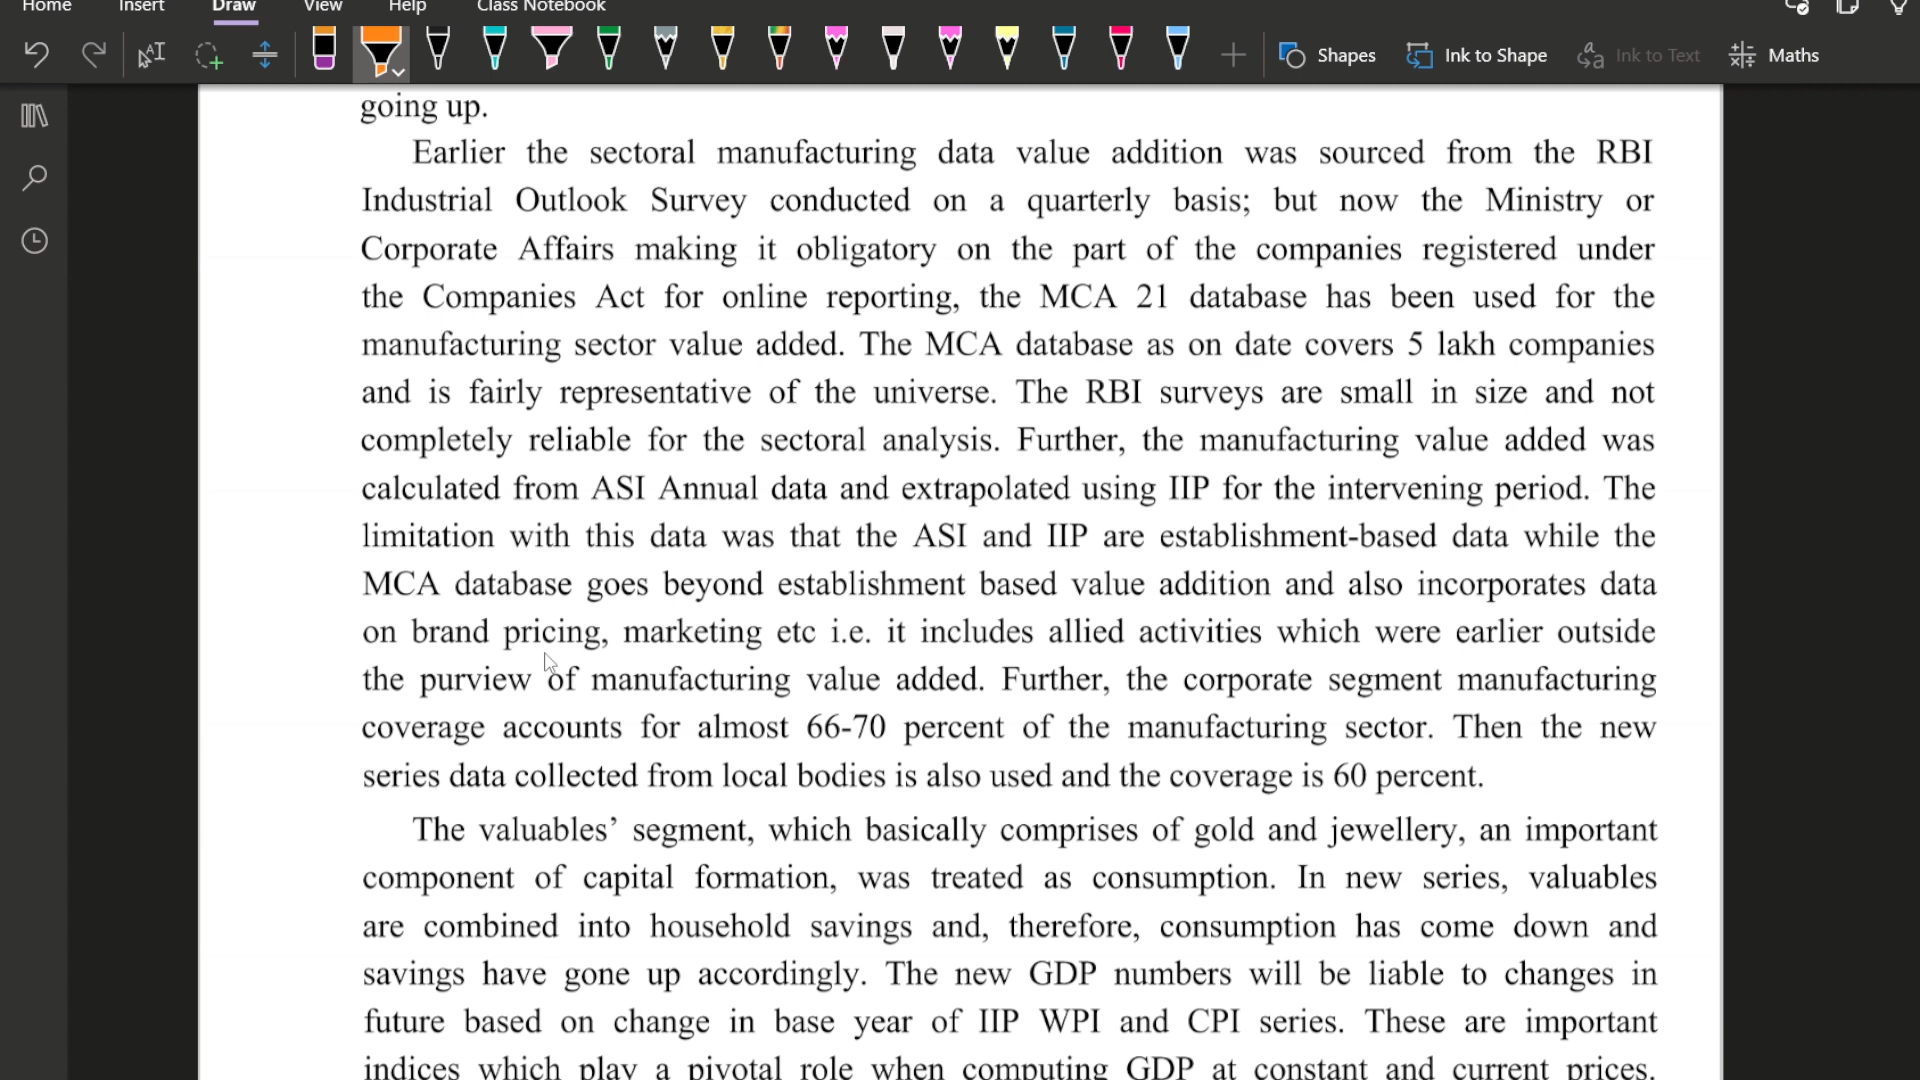 Home Insert Draw View Help Class Notebook
Shapes Ink to Shape Ink to Text Maths
going up.
Earlier the sectoral manufacturing data value addition was sourced from the RBI
Industrial Outlook Survey conducted on a quarterly basis; but now the Ministry or
Corporate Affairs making it obligatory on the part of the companies registered under
the Companies Act for online reporting, the MCA 21 database has been used for the
manufacturing sector value added. The MCA database as on date covers 5 lakh companies
and is fairly representative of the universe. The RBI surveys are small in size and not
completely reliable for the sectoral analysis. Further, the manufacturing value added was
calculated from ASI Annual data and extrapolated using IIP for the intervening period. The
limitation with this data was that the ASI and IIP are establishment-based data while the
MCA database goes beyond establishment based value addition and also incorporates data
on brand pricing, marketing etc i.e. it includes allied activities which were earlier outside
the purview of manufacturing value added. Further, the corporate segment manufacturing
coverage accounts for almost 66-70 percent of the manufacturing sector. Then the new
series data collected from local bodies is also used and the coverage is 60 percent.
The valuables’ segment, which basically comprises of gold and jewellery, an important
component of capital formation, was treated as consumption. In new series, valuables
are combined into household savings and, therefore, consumption has come down and
savings have gone up accordingly. The new GDP numbers will be liable to changes in
future based on change in base year of IIP WPI and CPI series. These are important
indices which play a pivotal role when computing GDP at constant and current prices.